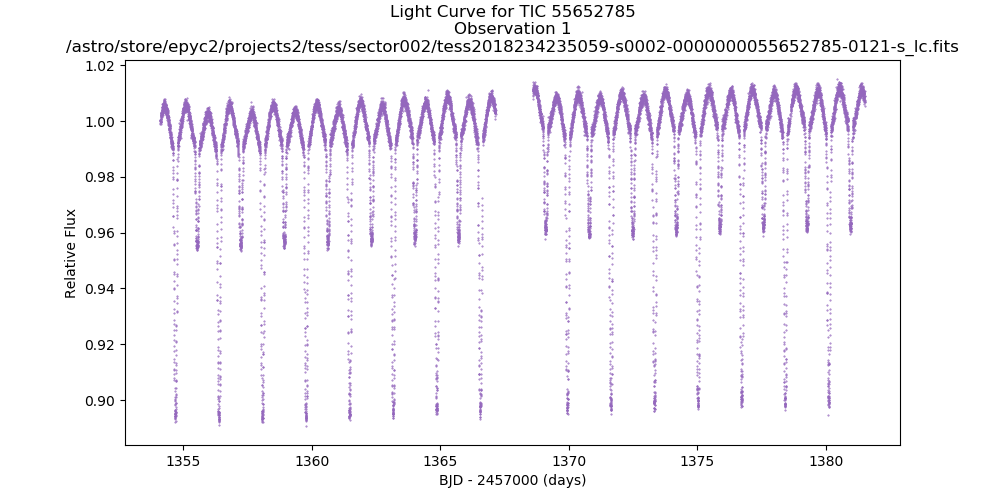 Light Curve for TIC 55652785
Observation 1
/astro/store/epyc2/projects2/tess/sector002/tess2018234235059-s0002-0000000055652785-0121-s_lc.fits
1.02
1.00
0.98
0.96
0.94
0.92
0.90
Relative Flux
1355 1360 1365 1370 1375 1380
BJD - 2457000 (days)